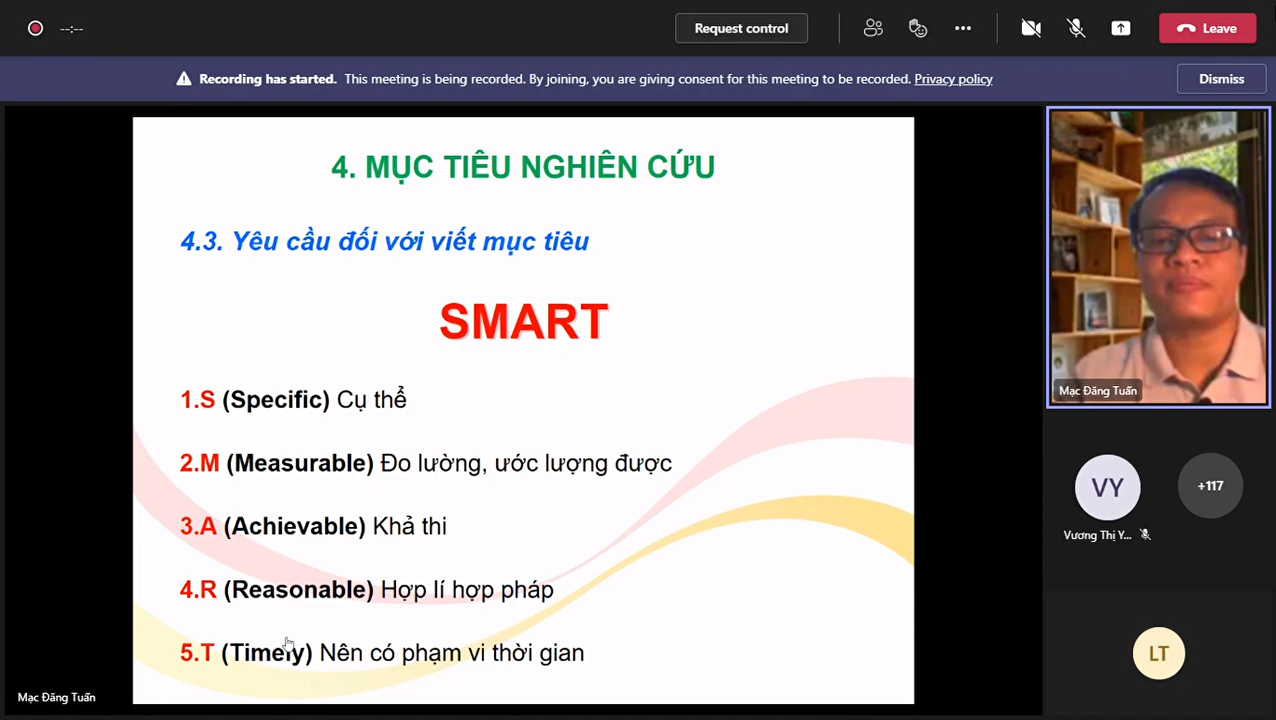 --:--
Request control
Leave
Recording has started. This meeting is being recorded. By joining, you are giving consent for this meeting to be recorded. Privacy policy
Dismiss
4. MỤC TIÊU NGHIÊN CỨU
4.3. Yêu cầu đối với viết mục tiêu
SMART
1.S (Specific) Cụ thể
2.M (Measurable) Đo lường, ước lượng được
3.A (Achievable) Khả thi
4.R (Reasonable) Hợp lí hợp pháp
5.T (Timely) Nên có phạm vi thời gian
Mạc Đăng Tuấn
Mạc Đăng Tuấn
VY
+117
Vương Thị Y...
LT